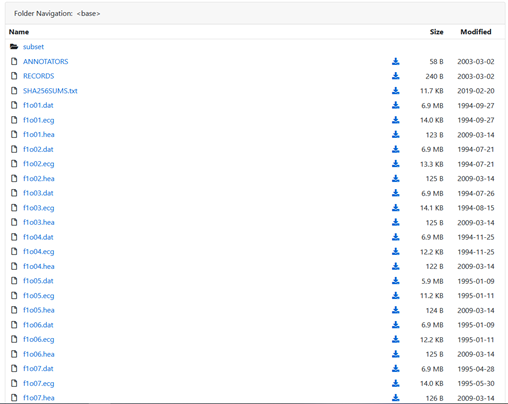 Folder Navigation: <base>
Name Size Modified
subset
ANNOTATORS 58 B 2003-03-02
RECORDS 240 B 2003-03-02
SHA256SUMS.txt 11.7 KB 2019-02-20
f1o01.dat 6.9 MB 1994-09-27
f1o01.ecg 14.0 KB 1994-09-27
f1o01.hea 123 B 2009-03-14
f1o02.dat 6.9 MB 1994-07-21
f1o02.ecg 13.3 KB 1994-07-21
f1o02.hea 125 B 2009-03-14
f1o03.dat 6.9 MB 1994-07-26
f1o03.ecg 14.1 KB 1994-08-15
f1o03.hea 125 B 2009-03-14
f1o04.dat 6.9 MB 1994-11-25
f1o04.ecg 12.2 KB 1994-11-25
f1o04.hea 122 B 2009-03-14
f1o05.dat 5.9 MB 1995-01-09
f1o05.ecg 11.2 KB 1995-01-11
f1o05.hea 124 B 2009-03-14
f1o06.dat 6.9 MB 1995-01-09
f1o06.ecg 12.2 KB 1995-01-11
f1o06.hea 125 B 2009-03-14
f1o07.dat 6.9 MB 1995-04-28
f1o07.ecg 14.0 KB 1995-05-30
f1o07.hea 126 B 2009-03-14